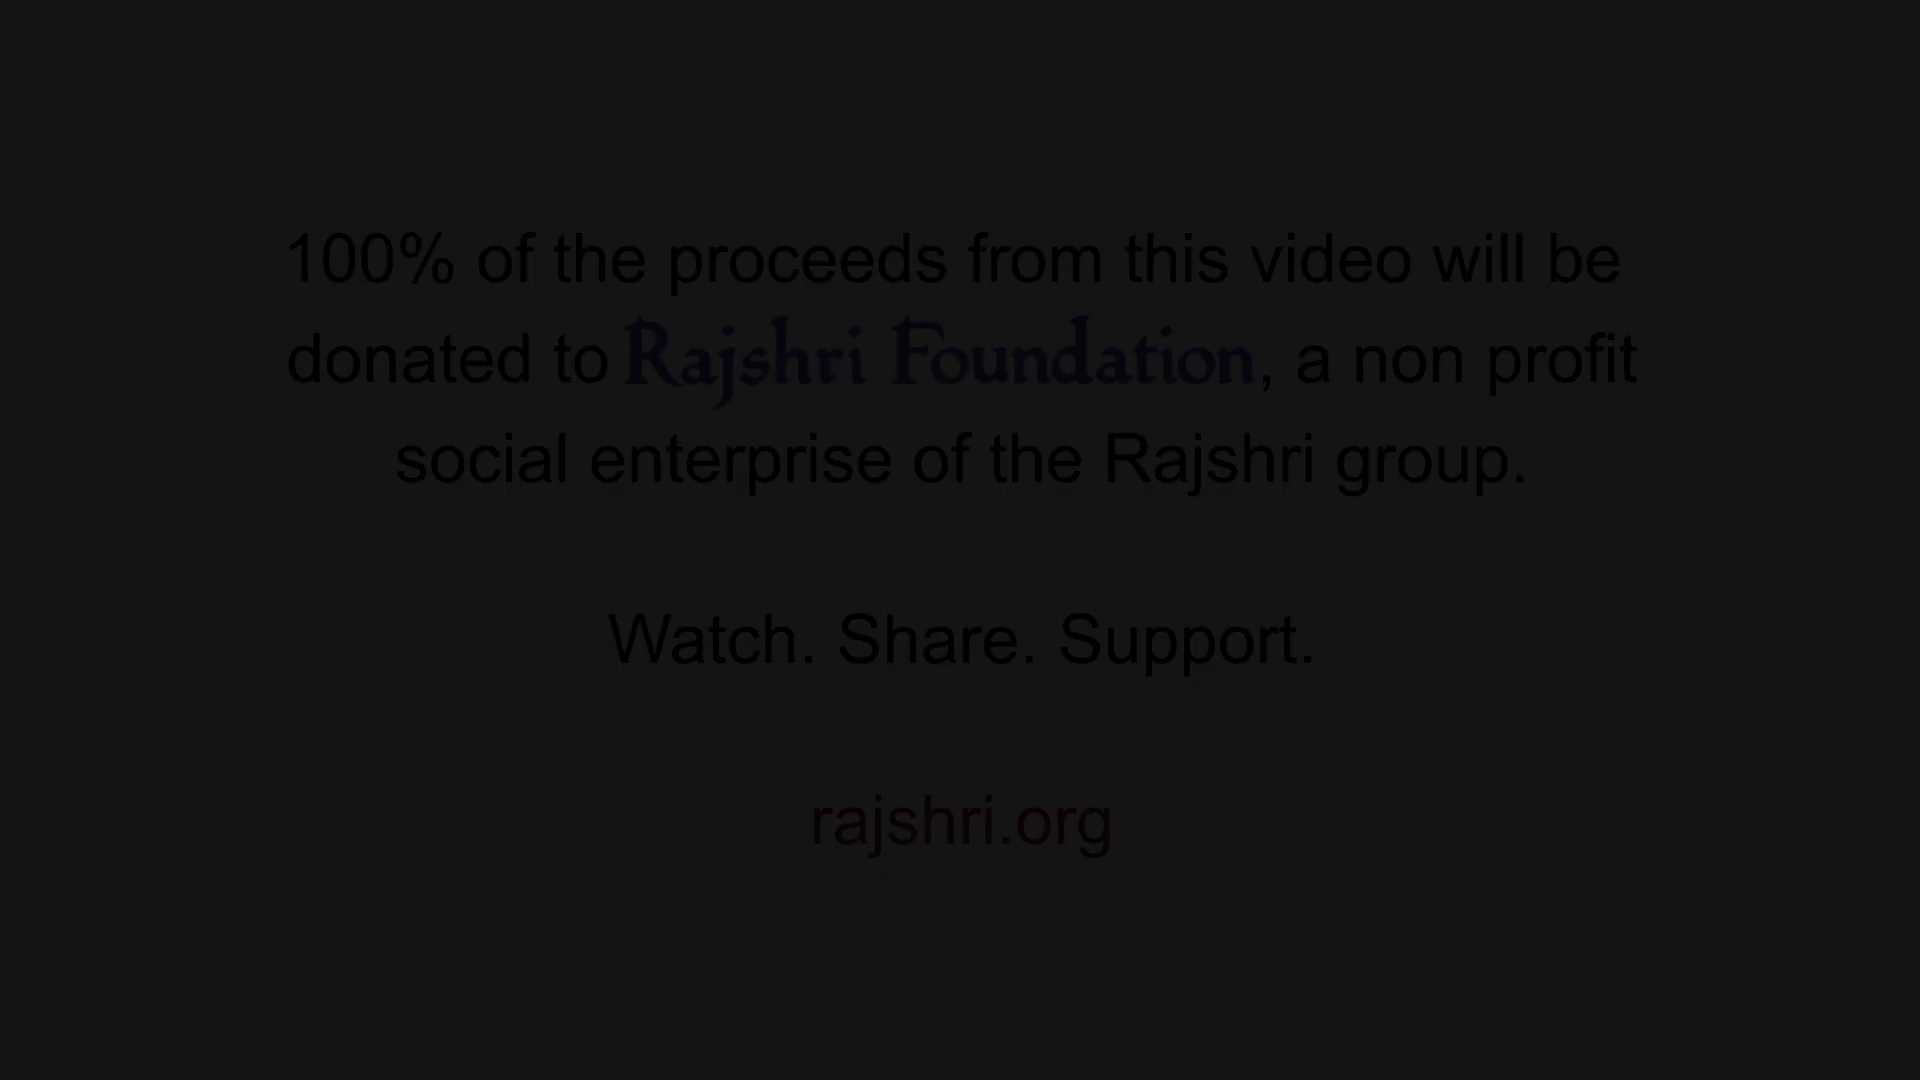 100% of the proceeds from this video will be
donated to Rajshri Foundation, a non profit
social enterprise of the Rajshri group.
Watch. Share. Support.
rajshri.org